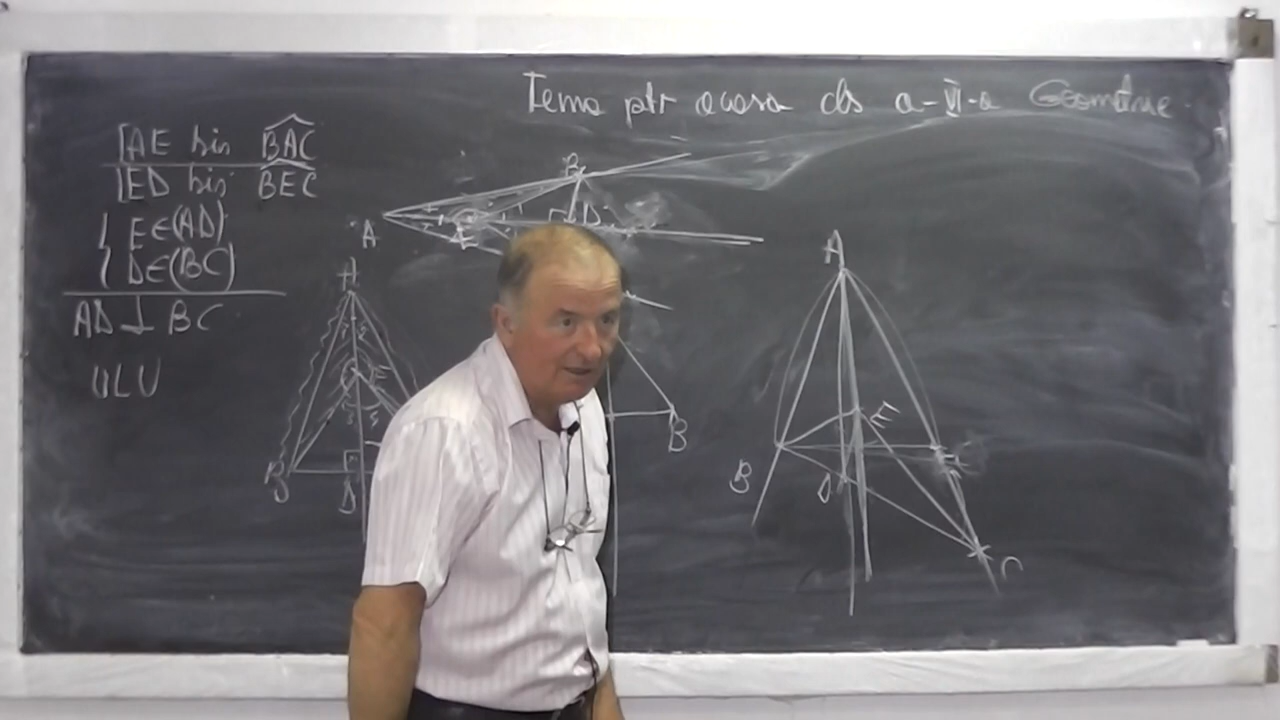 Tema ptr acasa cls a-VI-a Geometrie
[AE bis BAC
[ED bis BEC
E∈(AD)
D∈(BC)
AD ⊥ BC
ULU
A
B
D
E
A
B
D
B
A
B
E
D
C